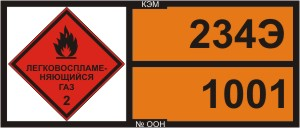 КЭМ
ЛЕГКОВОСПЛАМЕ-
НЯЮЩИЙСЯ
ГАЗ
2
234Э
1001
№ ООН